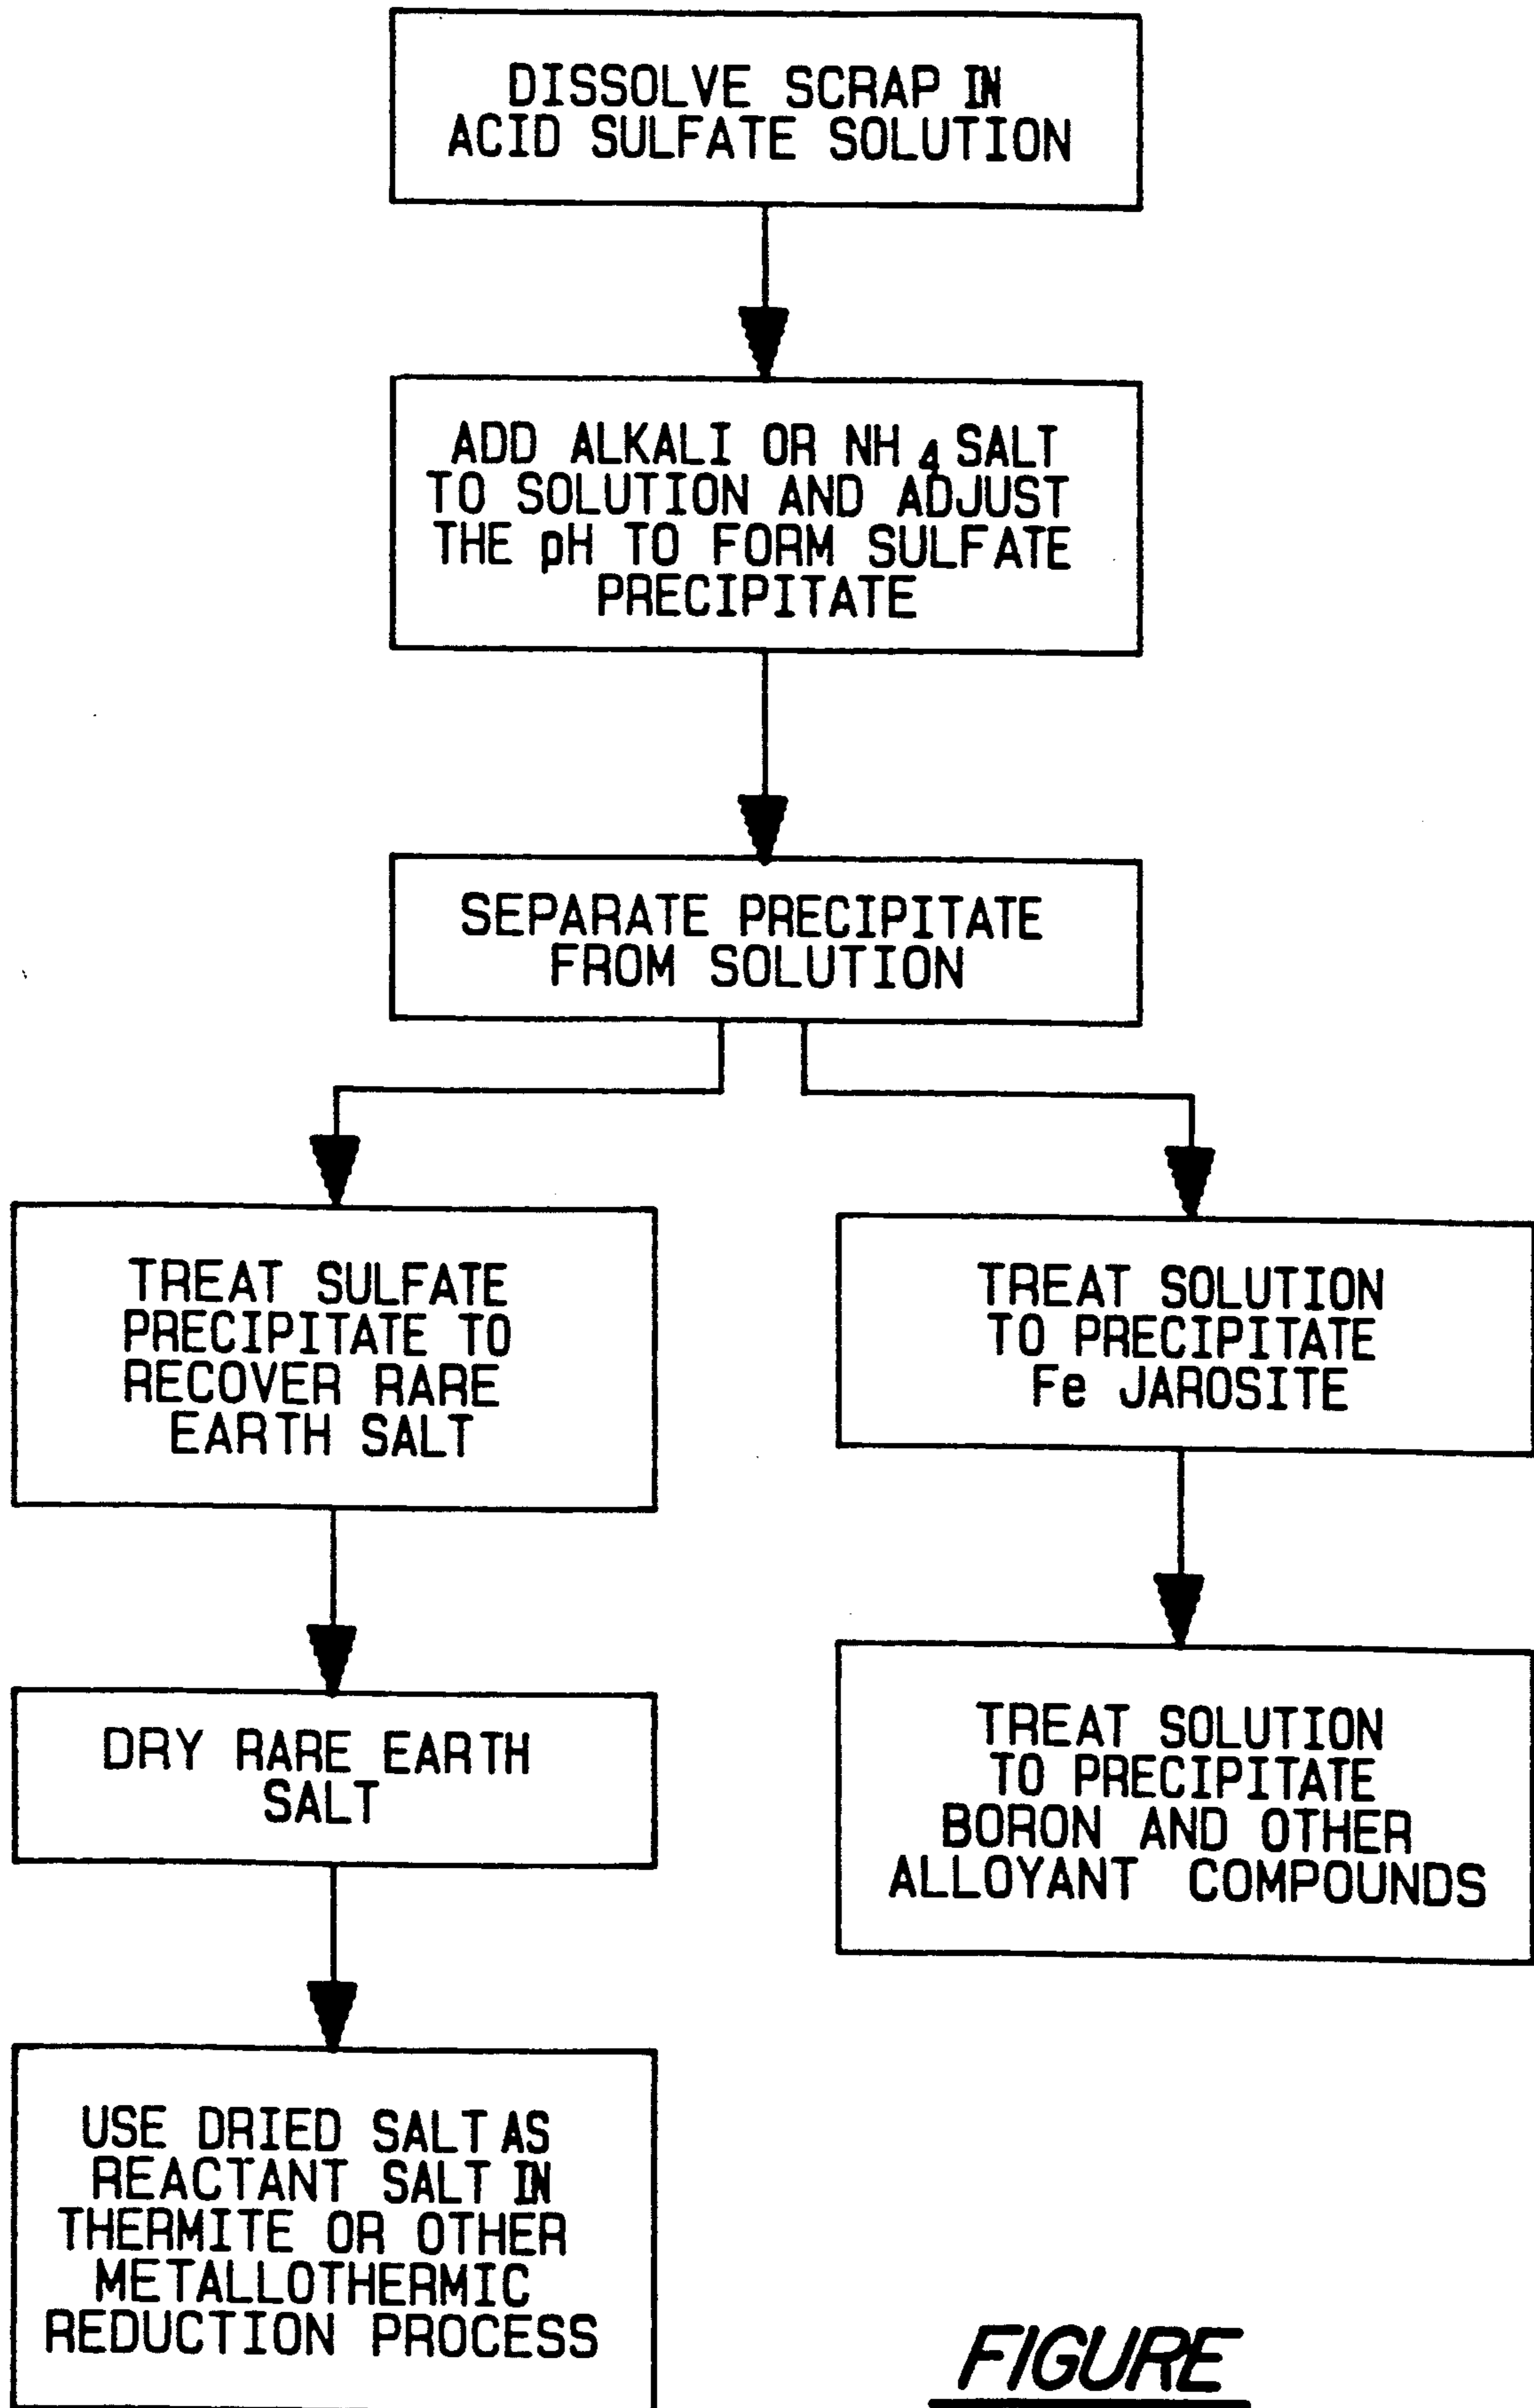 DISSOLVE SCRAP IN
ACID SULFATE SOLUTION
ADD ALKALI OR NH4 SALT
TO SOLUTION AND ADJUST
THE pH TO FORM SULFATE
PRECIPITATE
SEPARATE PRECIPITATE
FROM SOLUTION
TREAT SULFATE
PRECIPITATE TO
RECOVER RARE
EARTH SALT
DRY RARE EARTH
SALT
USE DRIED SALT AS
REACTANT SALT IN
THERMITE OR OTHER
METALLOTHERMIC
REDUCTION PROCESS
TREAT SOLUTION
TO PRECIPITATE
Fe JAROSITE
TREAT SOLUTION
TO PRECIPITATE
BORON AND OTHER
ALLOYANT COMPOUNDS
FIGURE